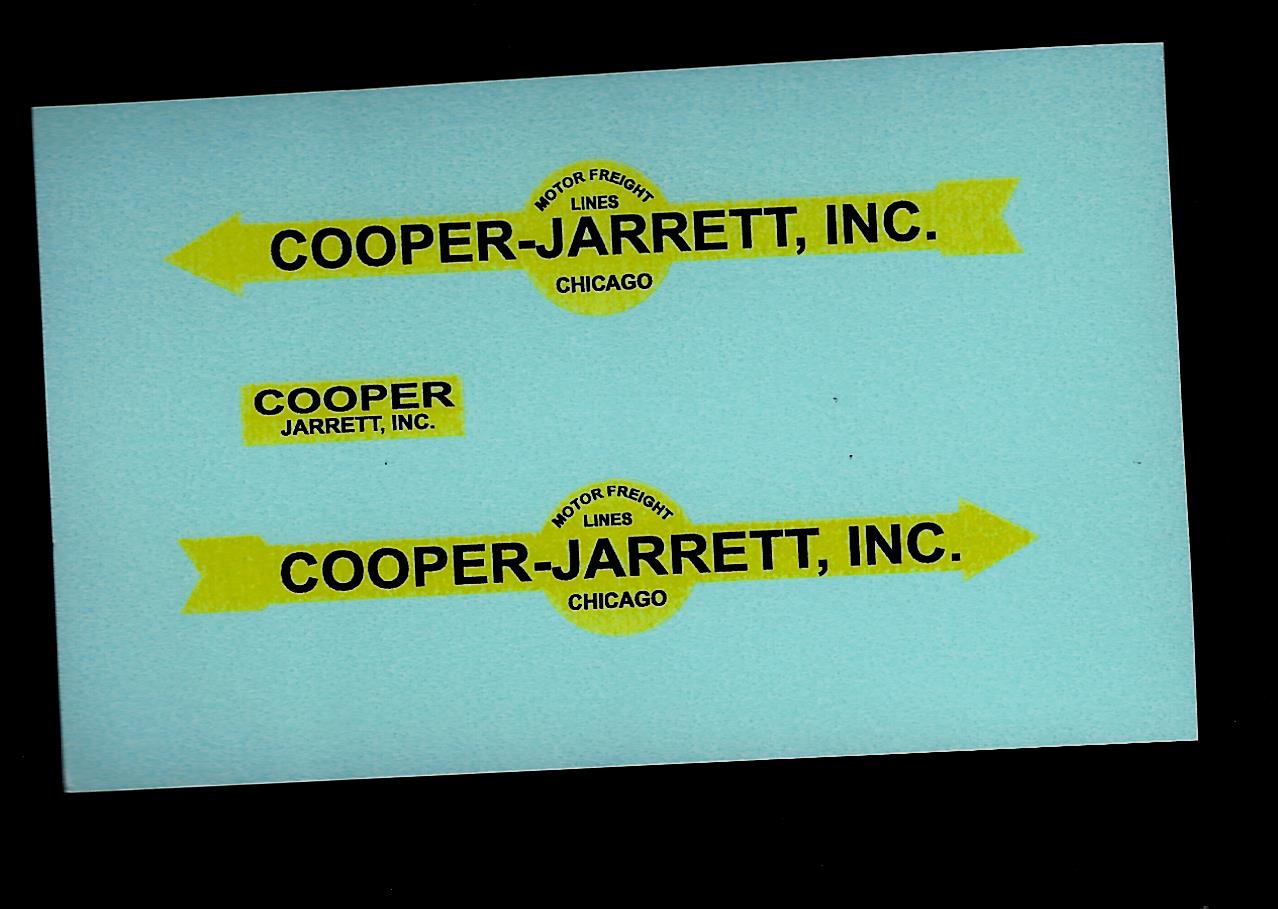 MOTOR FREIGHT
LINES
COOPER-JARRETT, INC.
CHICAGO
COOPER
JARRETT, INC.
MOTOR FREIGHT
LINES
COOPER-JARRETT, INC.
CHICAGO